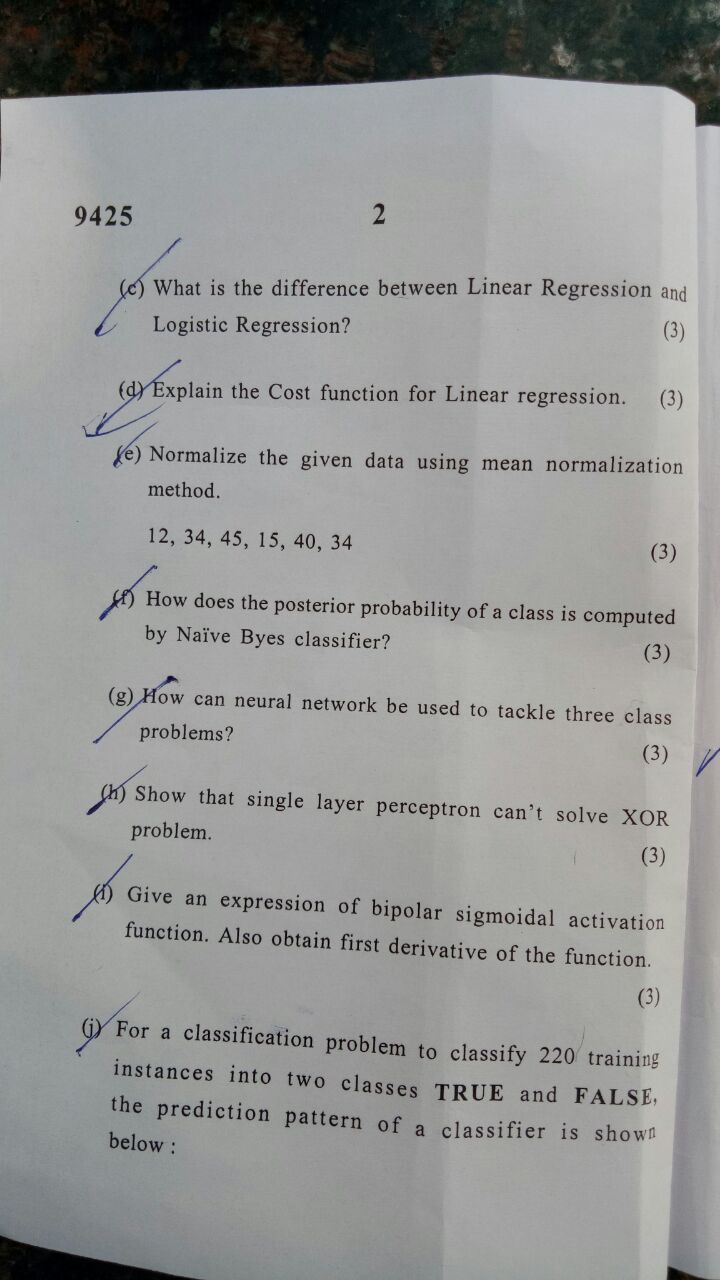 9425 2
(c) What is the difference between Linear Regression and
Logistic Regression? (3)
(d) Explain the Cost function for Linear regression. (3)
(e) Normalize the given data using mean normalization
method.
12, 34, 45, 15, 40, 34 (3)
(f) How does the posterior probability of a class is computed
by Naïve Byes classifier? (3)
(g) How can neural network be used to tackle three class
problems? (3)
(h) Show that single layer perceptron can't solve XOR
problem. (3)
(i) Give an expression of bipolar sigmoidal activation
function. Also obtain first derivative of the function.
(3)
(j) For a classification problem to classify 220 training
instances into two classes TRUE and FALSE,
the prediction pattern of a classifier is shown
below :